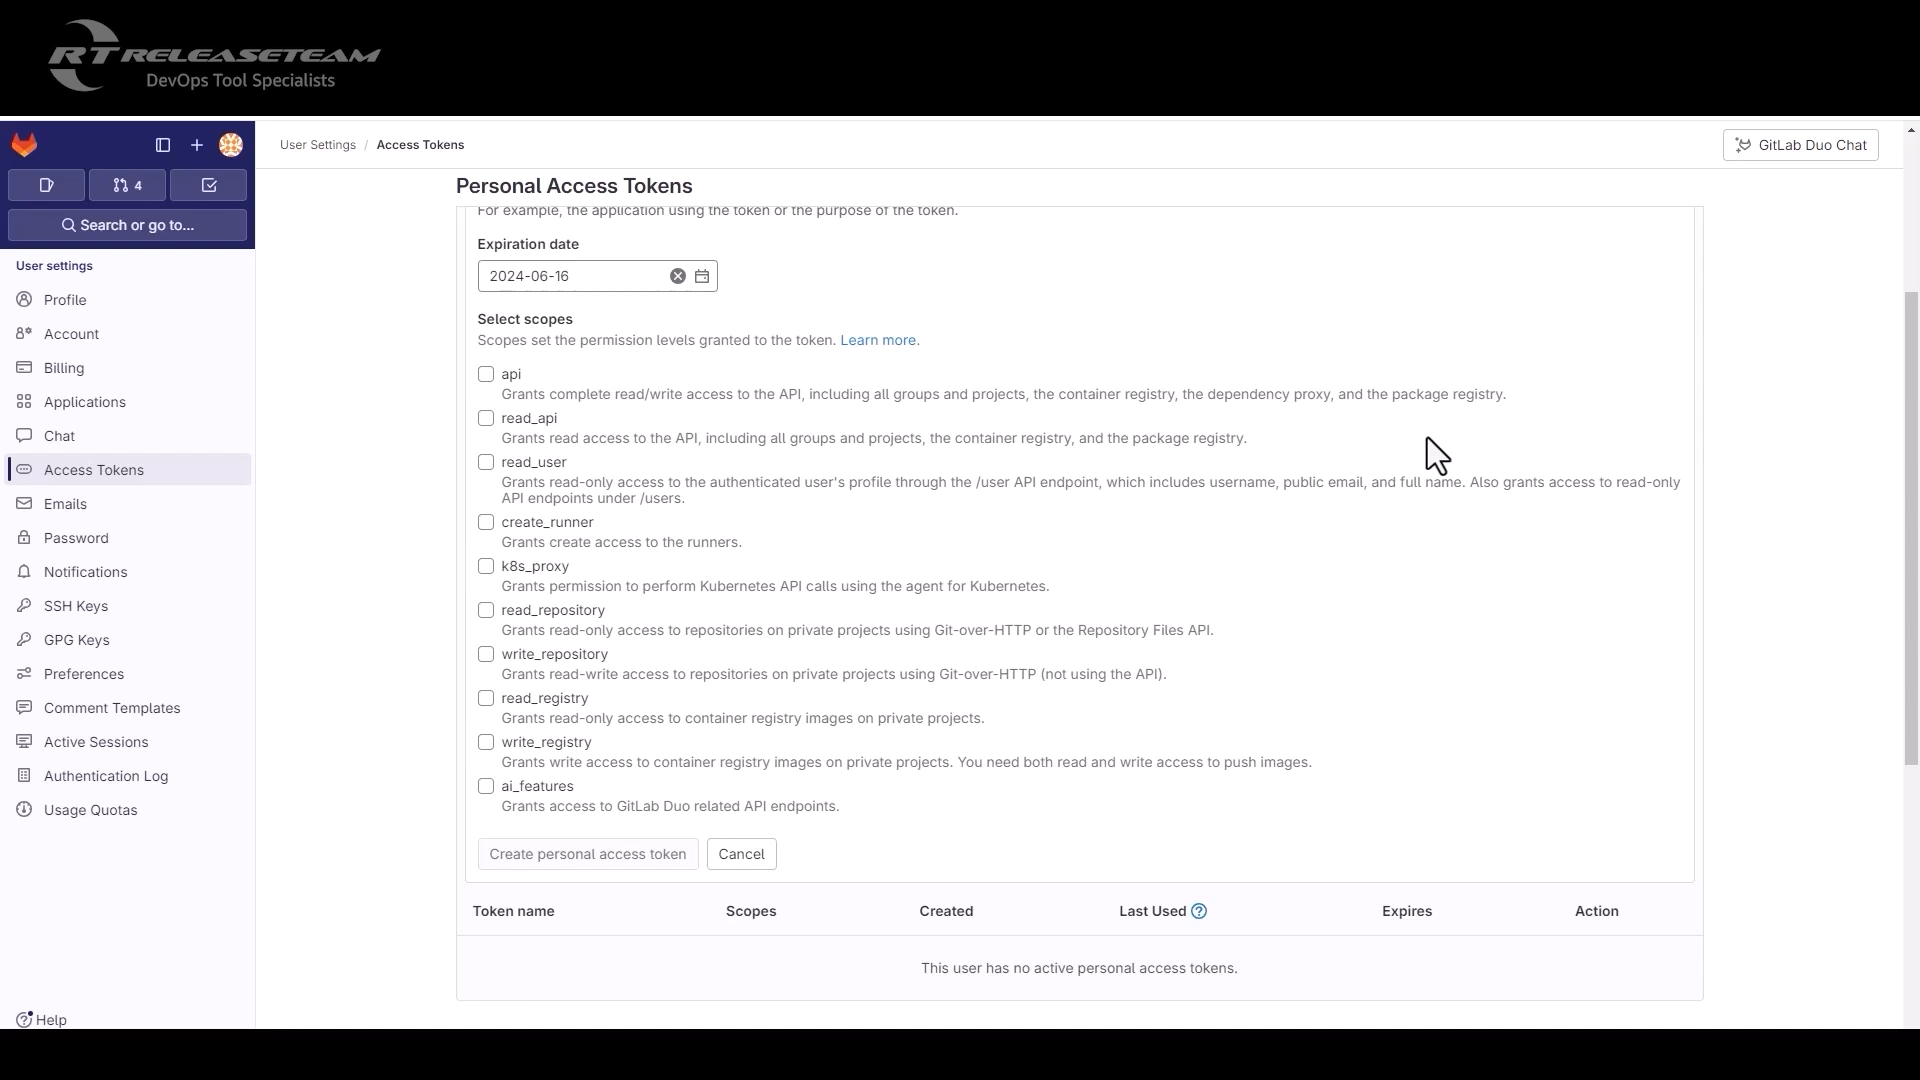 RT RELEASETEAM
DevOps Tool Specialists
User Settings / Access Tokens
GitLab Duo Chat
4
Search or go to...
User settings
Profile
Account
Billing
Applications
Chat
Access Tokens
Emails
Password
Notifications
SSH Keys
GPG Keys
Preferences
Comment Templates
Active Sessions
Authentication Log
Usage Quotas
Help
Personal Access Tokens
For example, the application using the token or the purpose of the token.
Expiration date
2024-06-16
Select scopes
Scopes set the permission levels granted to the token. Learn more.
api
Grants complete read/write access to the API, including all groups and projects, the container registry, the dependency proxy, and the package registry.
read_api
Grants read access to the API, including all groups and projects, the container registry, and the package registry.
read_user
Grants read-only access to the authenticated user's profile through the /user API endpoint, which includes username, public email, and full name. Also grants access to read-only
API endpoints under /users.
create_runner
Grants create access to the runners.
k8s_proxy
Grants permission to perform Kubernetes API calls using the agent for Kubernetes.
read_repository
Grants read-only access to repositories on private projects using Git-over-HTTP or the Repository Files API.
write_repository
Grants read-write access to repositories on private projects using Git-over-HTTP (not using the API).
read_registry
Grants read-only access to container registry images on private projects.
write_registry
Grants write access to container registry images on private projects. You need both read and write access to push images.
ai_features
Grants access to GitLab Duo related API endpoints.
Create personal access token Cancel
Token name Scopes Created Last Used Expires Action
This user has no active personal access tokens.